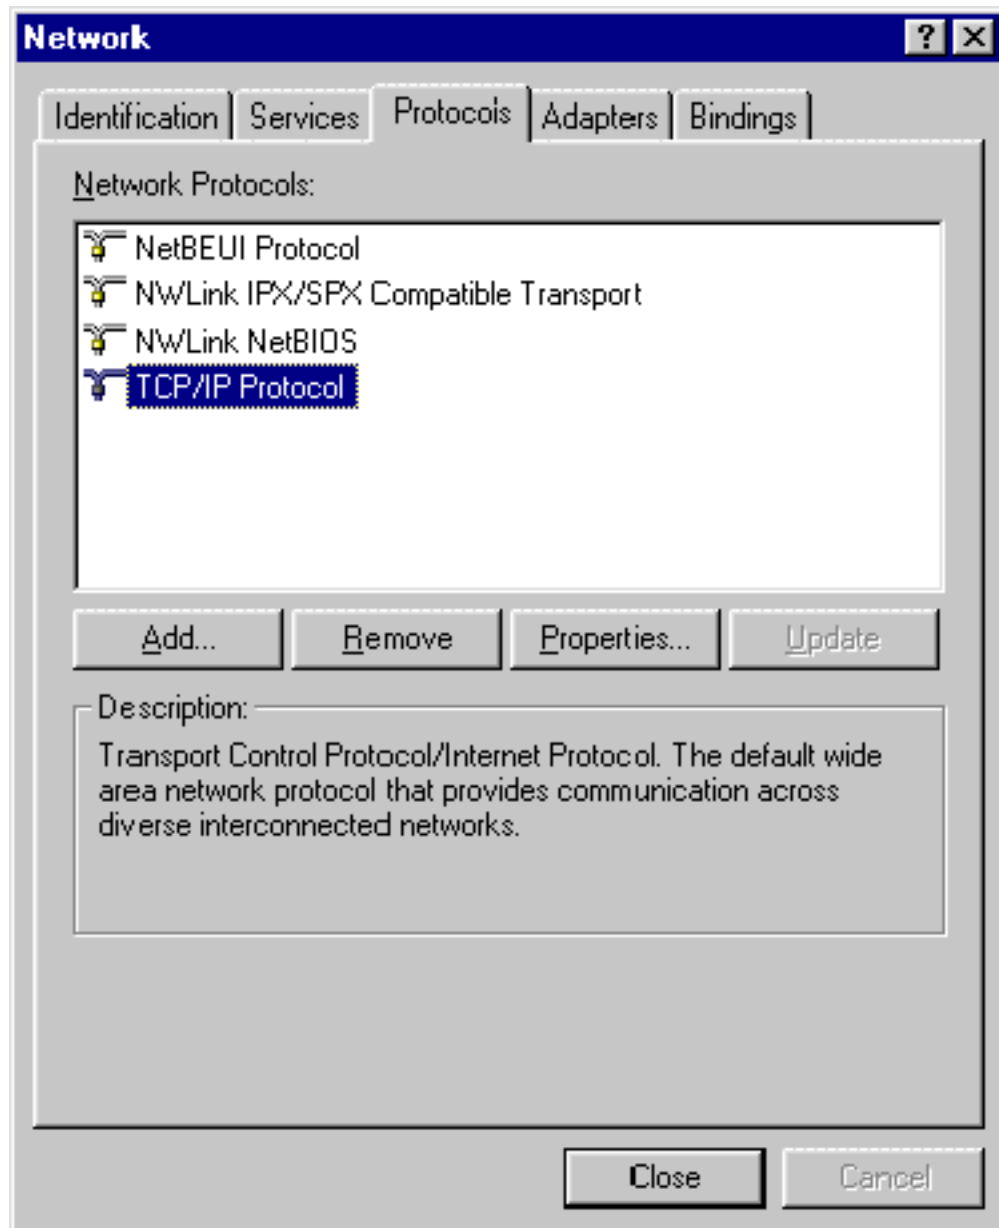 Network
Identification Services Protocols Adapters Bindings
Network Protocols:
NetBEUI Protocol
NWLink IPX/SPX Compatible Transport
NWLink NetBIOS
TCP/IP Protocol
Add... Remove Properties... Update
Description:
Transport Control Protocol/Internet Protocol. The default wide
area network protocol that provides communication across
diverse interconnected networks.
Close Cancel